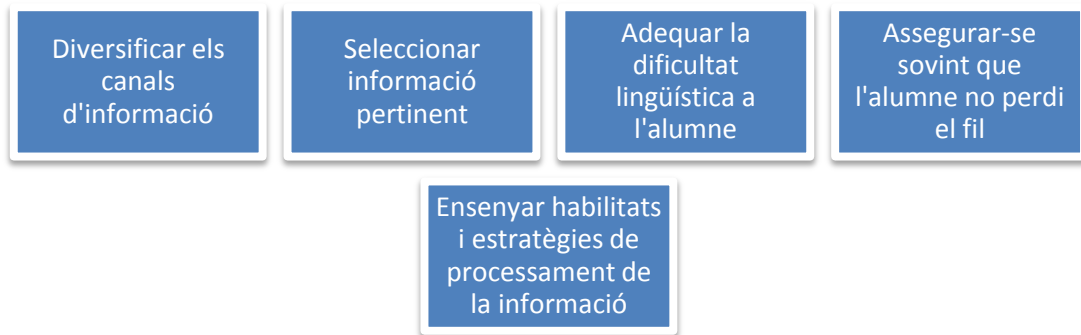 Diversificar els
canals
d'informació
Seleccionar
informació
pertinent
Adequar la
dificultat
lingüística a
l'alumne
Assegurar-se
sovint que
l'alumne no perdi
el fil
Ensenyar habilitats
i estratègies de
processament de
la informació